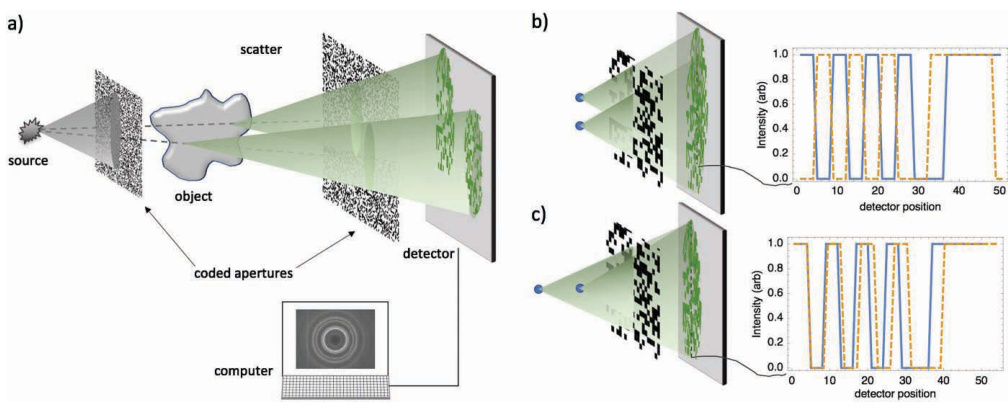 a)
scatter
source
object
coded apertures
detector
computer
b)
Intensity (arb)
1.0
0.8
0.6
0.4
0.2
0.0
0 10 20 30 40 50
detector position
c)
Intensity (arb)
1.0
0.8
0.6
0.4
0.2
0.0
0 10 20 30 40 50
detector position